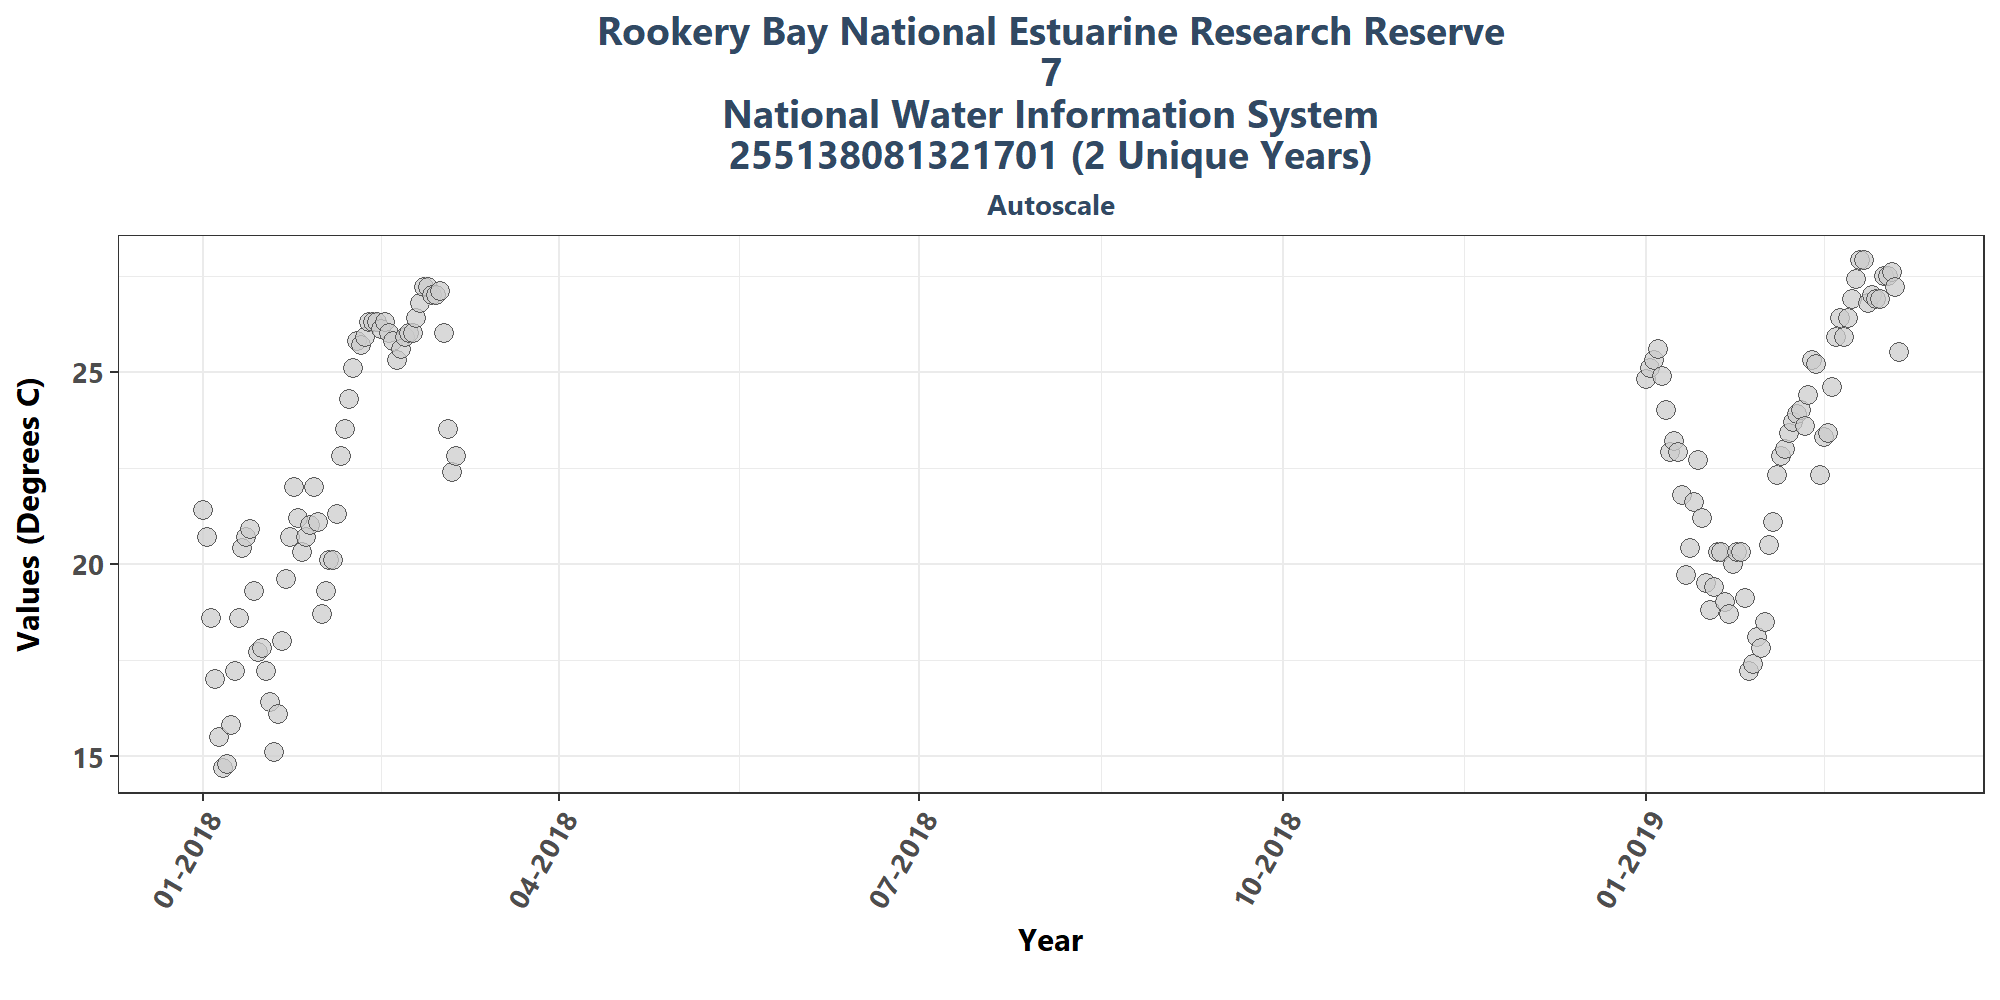 Rookery Bay National Estuarine Research Reserve
7
National Water Information System
255138081321701 (2 Unique Years)
Autoscale
Values (Degrees C)
25
20
15
01-2018
04-2018
07-2018
10-2018
01-2019
Year